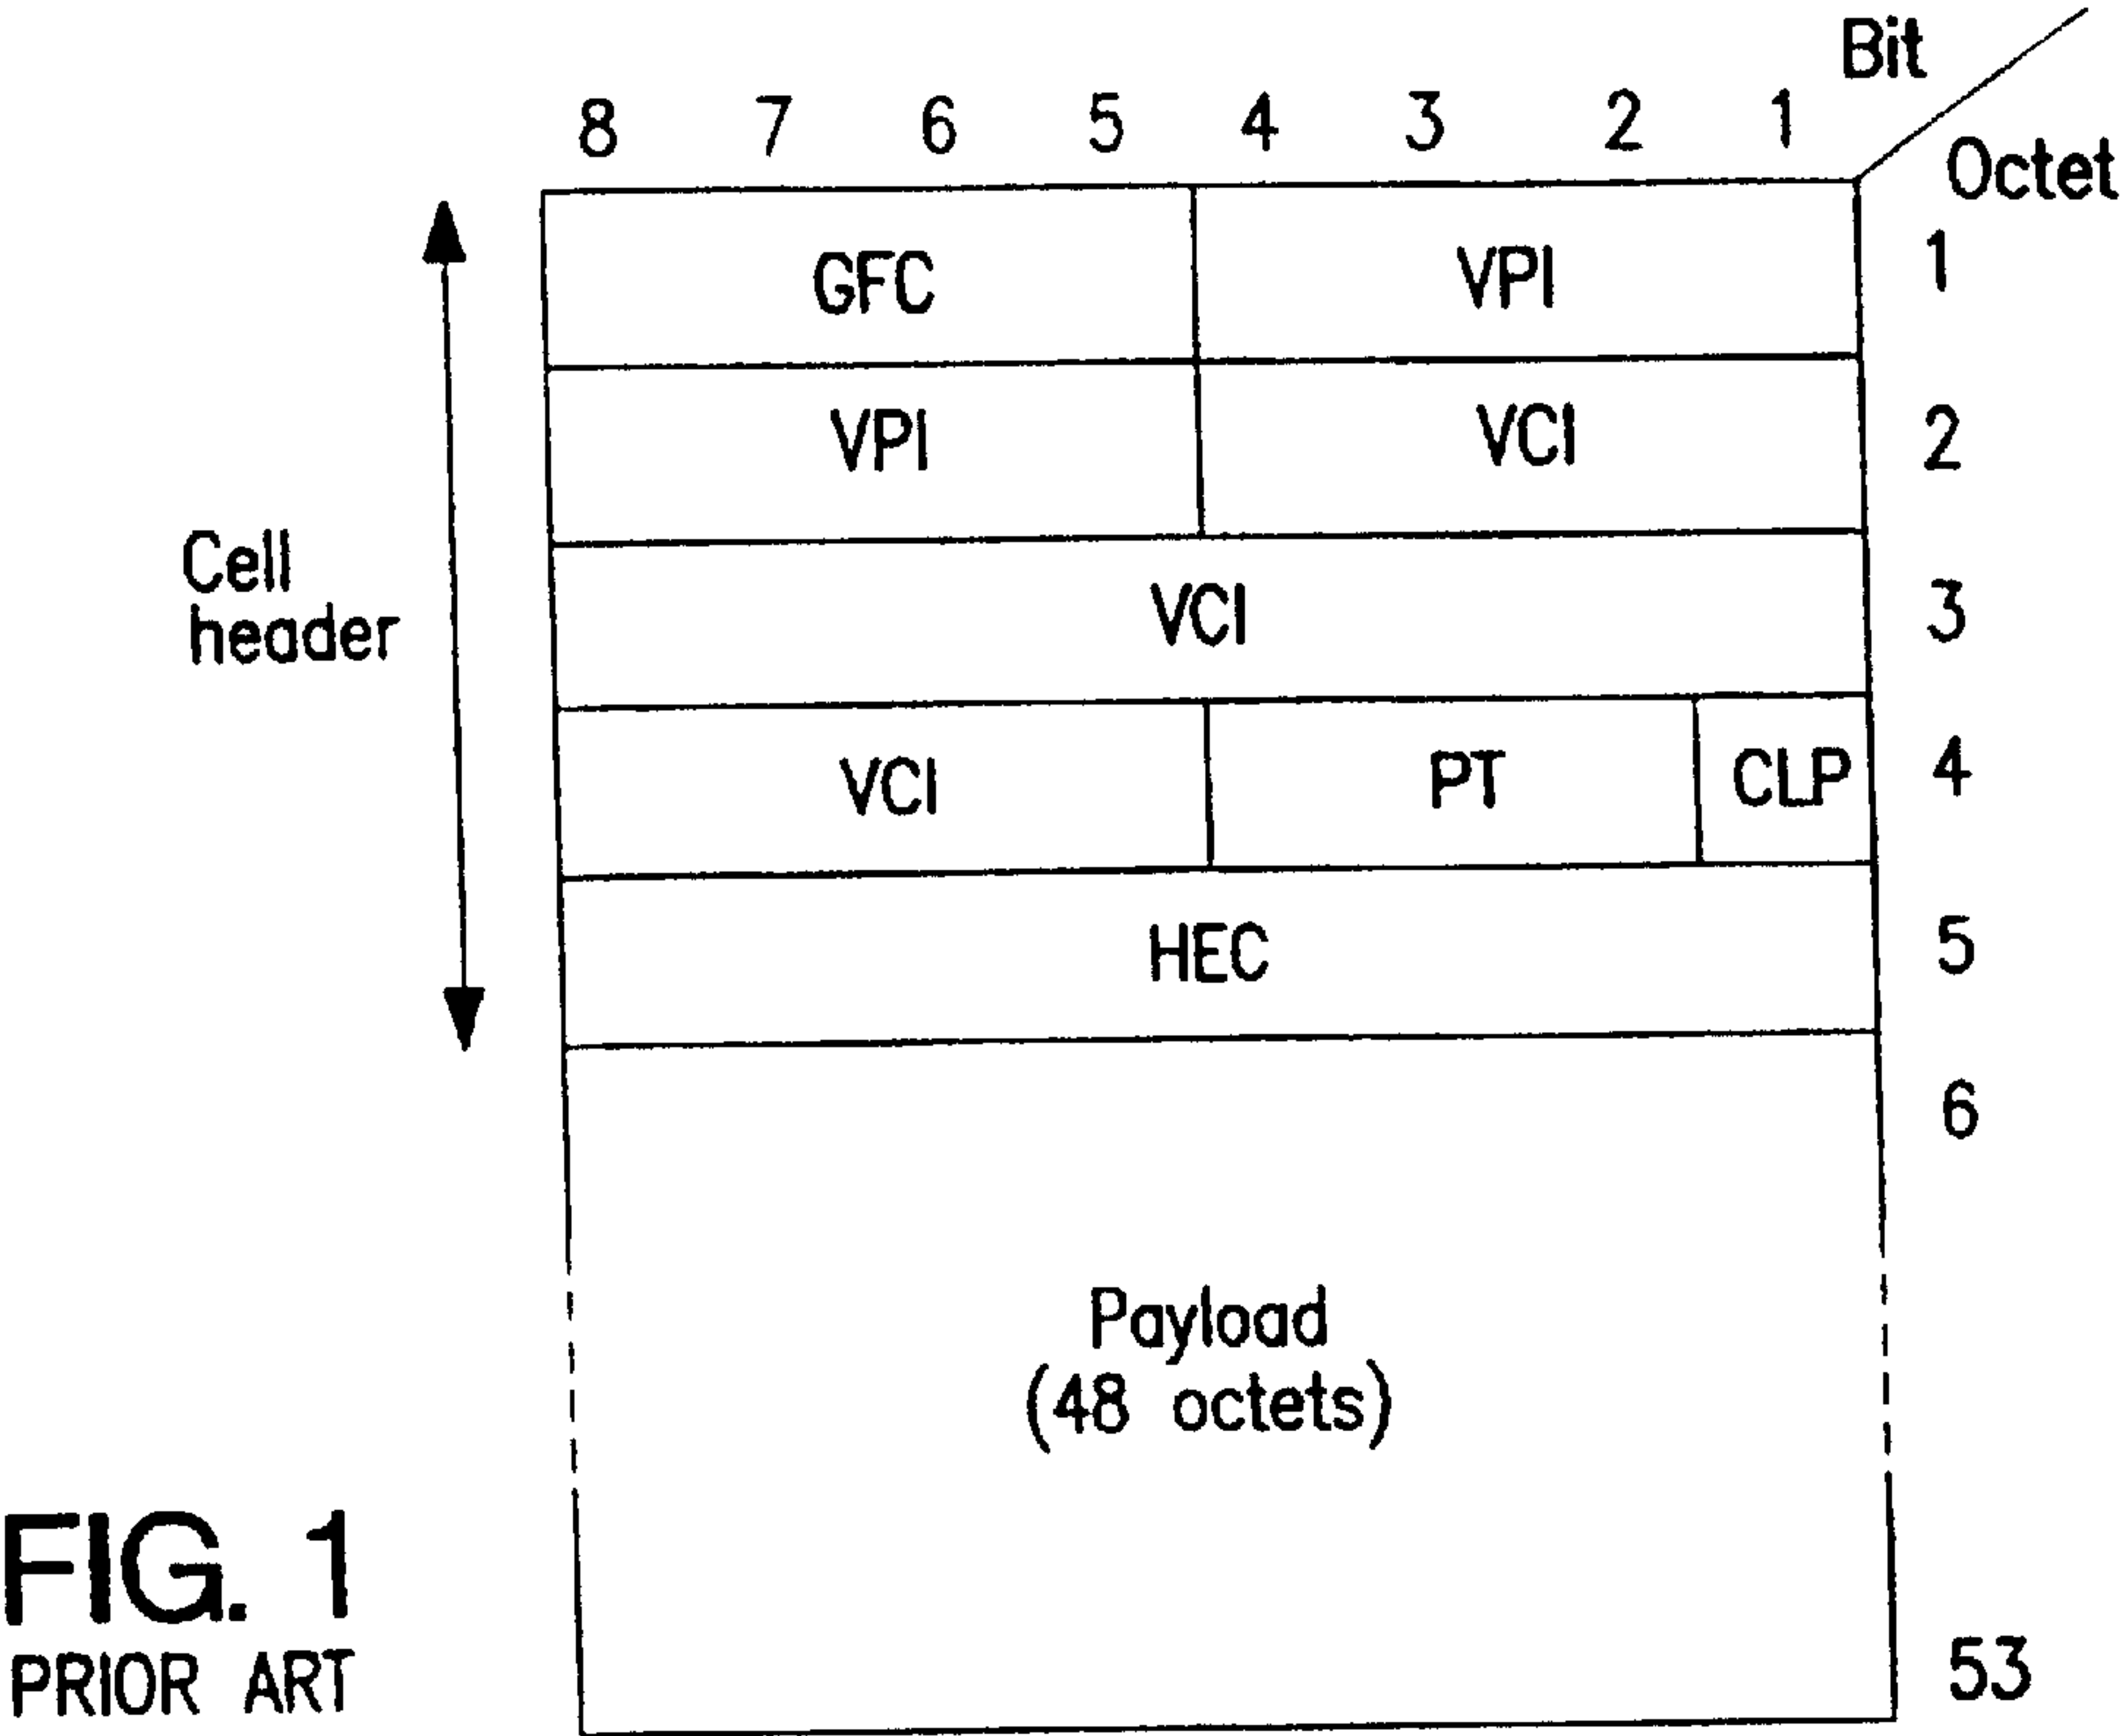 Bit
8 7 6 5 4 3 2 1
Octet
GFC VPI 1
VPI VCI 2
Cell
header
VCI 3
VCI PT CLP 4
HEC 5
6
Payload
(48 octets)
FIG. 1
PRIOR ART
53